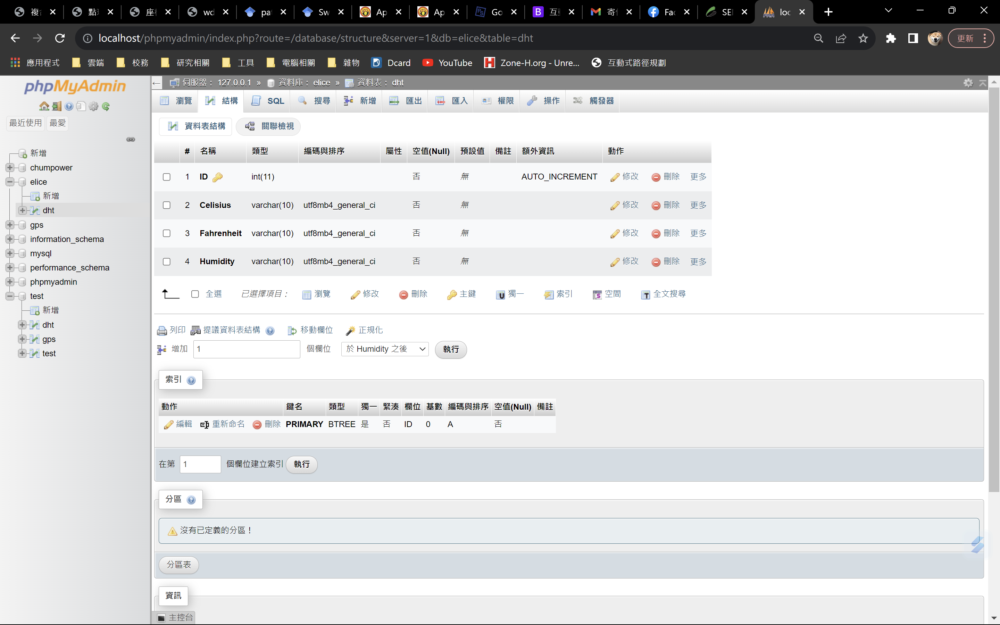 複 點 座 wd pa Sw Ap Ap Go B 互動 寄 Fac SE loc
localhost/phpmyadmin/index.php?route=/database/structure&server=1&db=elice&table=dht 更新
應用程式 雲端 校務 研究相關 工具 電腦相關 雜物 Dcard YouTube Zone-H.org - Unre... 互動式路徑規劃
phpMyAdmin
最近使用 最愛
新增
chumpower
elice
新增
dht
gps
information_schema
mysql
performance_schema
phpmyadmin
test
新增
dht
gps
test
伺服器： 127.0.0.1 » 資料庫： elice » 資料表： dht
瀏覽 結構 SQL 搜尋 新增 匯出 匯入 權限 操作 觸發器
資料表結構 關聯檢視
# 名稱 類型 編碼與排序 屬性 空值(Null) 預設值 備註 額外資訊 動作
1 ID int(11) 否 無 AUTO_INCREMENT 修改 刪除 更多
2 Celisius varchar(10) utf8mb4_general_ci 否 無 修改 刪除 更多
3 Fahrenheit varchar(10) utf8mb4_general_ci 否 無 修改 刪除 更多
4 Humidity varchar(10) utf8mb4_general_ci 否 無 修改 刪除 更多
全選 已選擇項目： 瀏覽 修改 刪除 主鍵 獨一 索引 空間 全文搜尋
列印 提議資料表結構 移動欄位 正規化
增加 1 個欄位 於 Humidity 之後 執行
索引
動作 鍵名 類型 獨一 緊湊 欄位 基數 編碼與排序 空值(Null) 備註
編輯 重新命名 刪除 PRIMARY BTREE 是 否 ID 0 A 否
在第 1 個欄位建立索引 執行
分區
沒有已定義的分區！
分區表
資訊
主控台